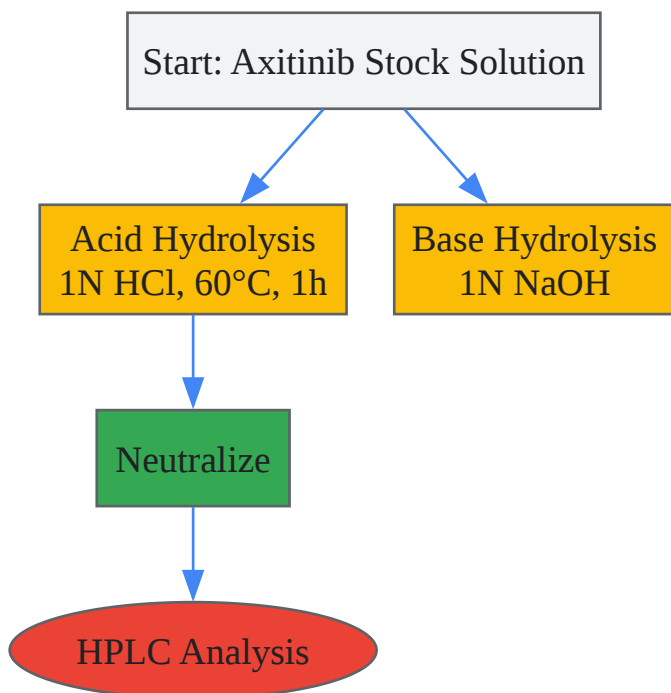 Start: Axitinib Stock Solution
Acid Hydrolysis
1N HCl, 60°C, 1h
Base Hydrolysis
1N NaOH
Neutralize
HPLC Analysis